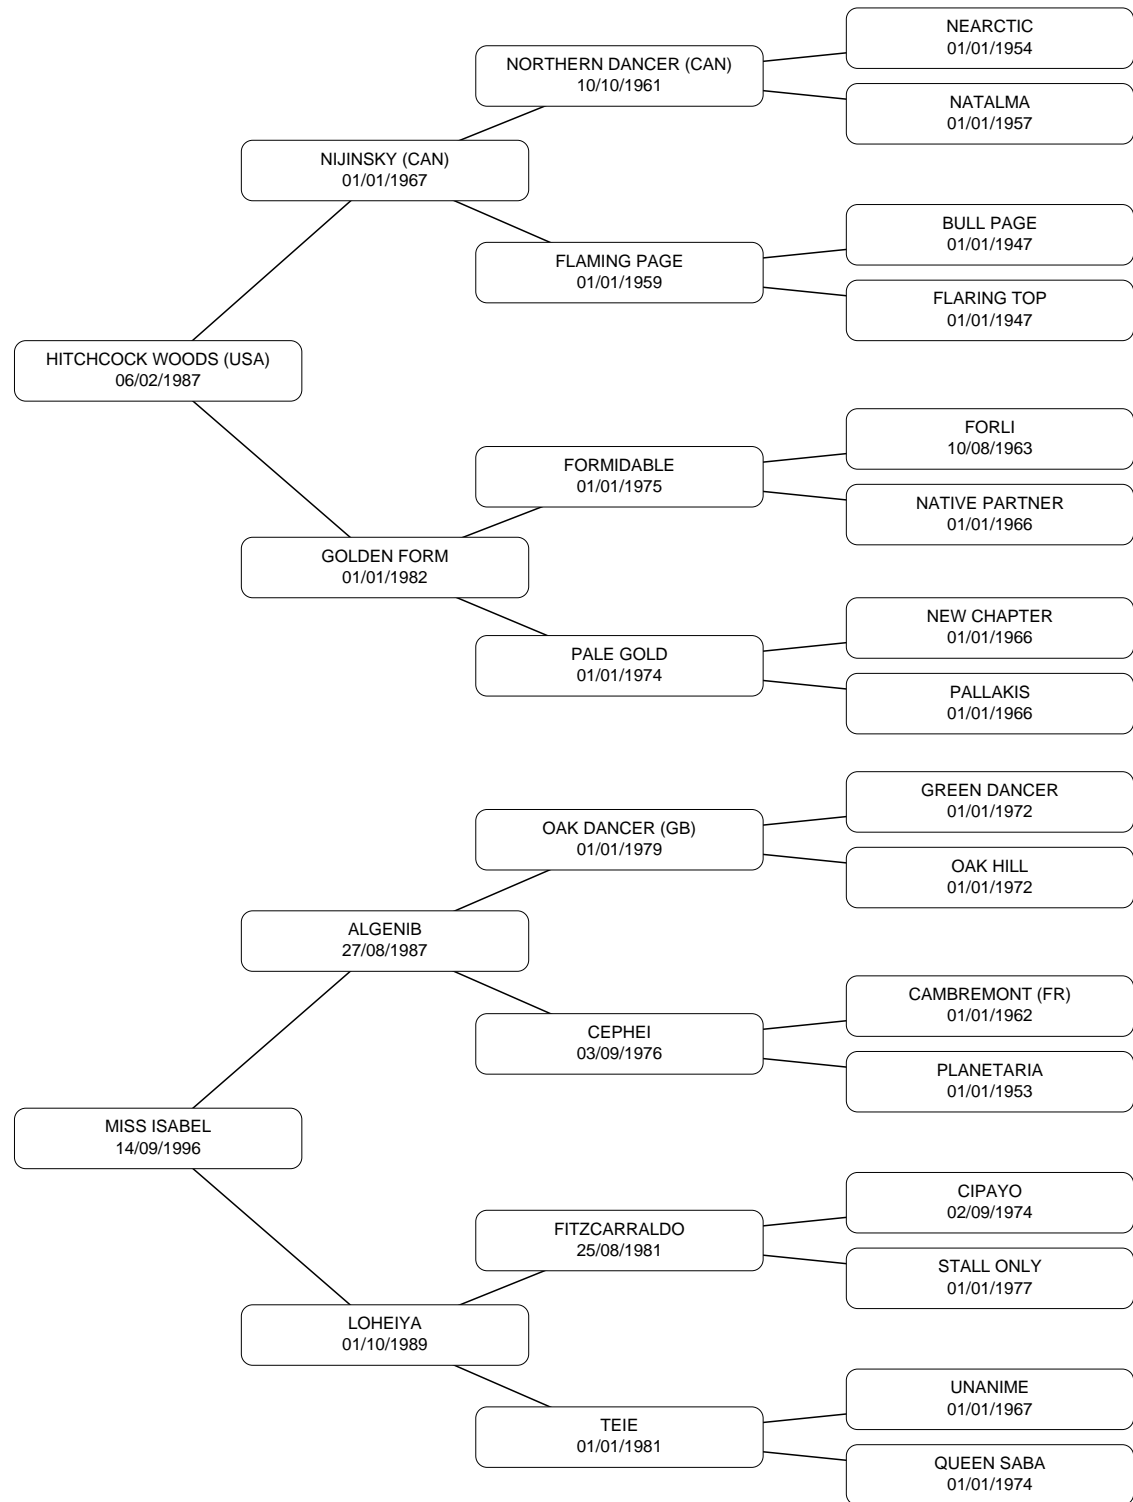 NEARCTIC
01/01/1954
NORTHERN DANCER (CAN)
10/10/1961
NATALMA
01/01/1957
NIJINSKY (CAN)
01/01/1967
BULL PAGE
01/01/1947
FLAMING PAGE
01/01/1959
FLARING TOP
01/01/1947
HITCHCOCK WOODS (USA)
06/02/1987
FORLI
10/08/1963
FORMIDABLE
01/01/1975
NATIVE PARTNER
01/01/1966
GOLDEN FORM
01/01/1982
NEW CHAPTER
01/01/1966
PALE GOLD
01/01/1974
PALLAKIS
01/01/1966
GREEN DANCER
01/01/1972
OAK DANCER (GB)
01/01/1979
OAK HILL
01/01/1972
ALGENIB
27/08/1987
CAMBREMONT (FR)
01/01/1962
CEPHEI
03/09/1976
PLANETARIA
01/01/1953
MISS ISABEL
14/09/1996
CIPAYO
02/09/1974
FITZCARRALDO
25/08/1981
STALL ONLY
01/01/1977
LOHEIYA
01/10/1989
UNANIME
01/01/1967
TEIE
01/01/1981
QUEEN SABA
01/01/1974